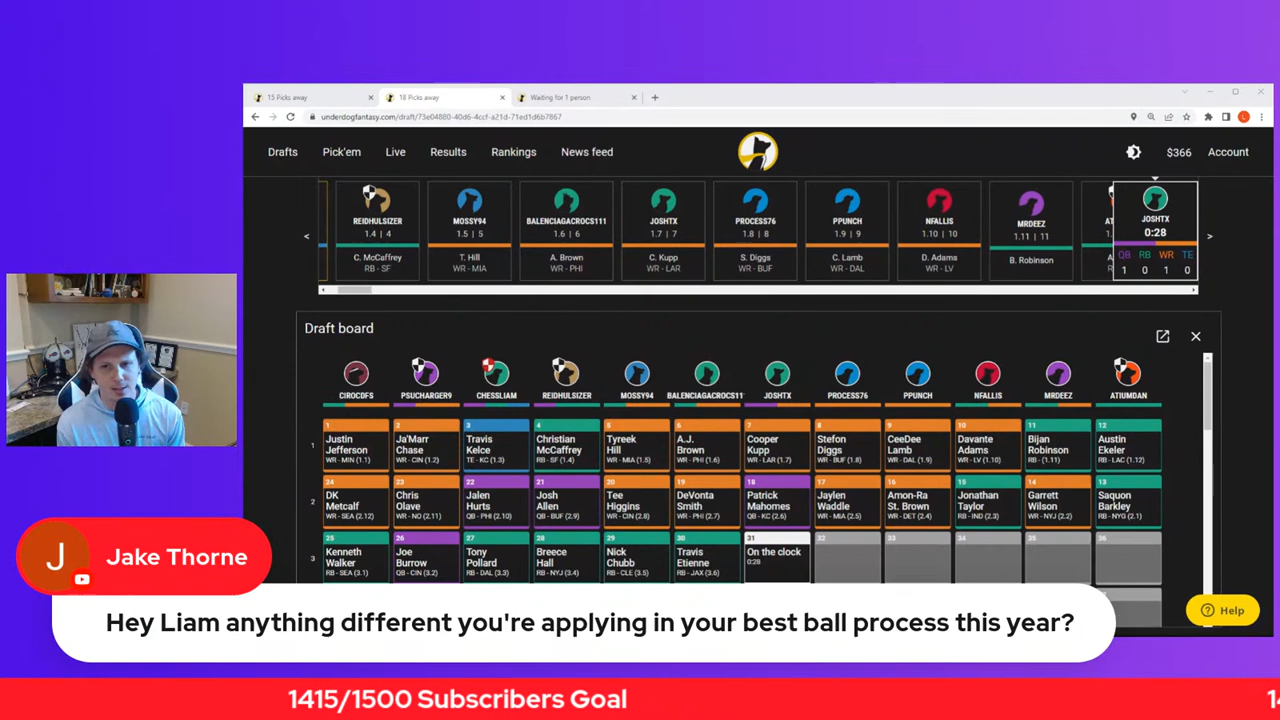 15 Picks away
18 Picks away
Waiting for 1 person
underdogfantasy.com/draft/73e04880-40d6-4ccf-a21d-71ed1d6b7867
Drafts Pick'em Live Results Rankings News feed $366 Account
REIDHULSIZER MOSSY94 BALENCIAGACROCS111 JOSHTX PROCESS76 PPUNCH NFALLIS MRDEEZ AT JOSHTX
1.4 | 4 1.5 | 5 1.6 | 6 1.7 | 7 1.8 | 8 1.9 | 9 1.10 | 10 1.11 | 11 0:28
C. McCaffrey T. Hill A. Brown C. Kupp S. Diggs C. Lamb D. Adams B. Robinson A. QB RB WR TE
RB - SF WR - MIA WR - PHI WR - LAR WR - BUF WR - DAL WR - LV 1 0 1 0
Draft board
CIROCDFS PSUCHARGER9 CHESSLIAM REIDHULSIZER MOSSY94 BALENCIAGACROCS11 JOSHTX PROCESS76 PPUNCH NFALLIS MRDEEZ ATIUMDAN
1 2 3 4 5 6 7 8 9 10 11 12
1 Justin Ja'Marr Travis Christian Tyreek A.J. Cooper Stefon CeeDee Davante Bijan Austin
Jefferson Chase Kelce McCaffrey Hill Brown Kupp Diggs Lamb Adams Robinson Ekeler
WR - MIN (1.1) WR - CIN (1.2) TE - KC (1.3) RB - SF (1.4) WR - MIA (1.5) WR - PHI (1.6) WR - LAR (1.7) WR - BUF (1.8) WR - DAL (1.9) WR - LV (1.10) RB - (1.11) RB - LAC (1.12)
24 23 22 21 20 19 18 17 16 15 14 13
2 DK Chris Jalen Josh Tee DeVonta Patrick Jaylen Amon-Ra Jonathan Garrett Saquon
Metcalf Olave Hurts Allen Higgins Smith Mahomes Waddle St. Brown Taylor Wilson Barkley
WR - SEA (2.12) WR - NO (2.11) QB - PHI (2.10) QB - BUF (2.9) WR - CIN (2.8) WR - PHI (2.7) QB - KC (2.6) WR - MIA (2.5) WR - DET (2.4) RB - IND (2.3) WR - NYJ (2.2) RB - NYG (2.1)
25 26 27 28 29 30 31 32 33 34 35 36
3 Kenneth Joe Tony Breece Nick Travis On the clock
Walker Burrow Pollard Hall Chubb Etienne 0:28
RB - SEA (3.1) QB - CIN (3.2) RB - DAL (3.3) RB - NYJ (3.4) RB - CLE (3.5) RB - JAX (3.6)
Help
J Jake Thorne
Hey Liam anything different you're applying in your best ball process this year?
1415/1500 Subscribers Goal